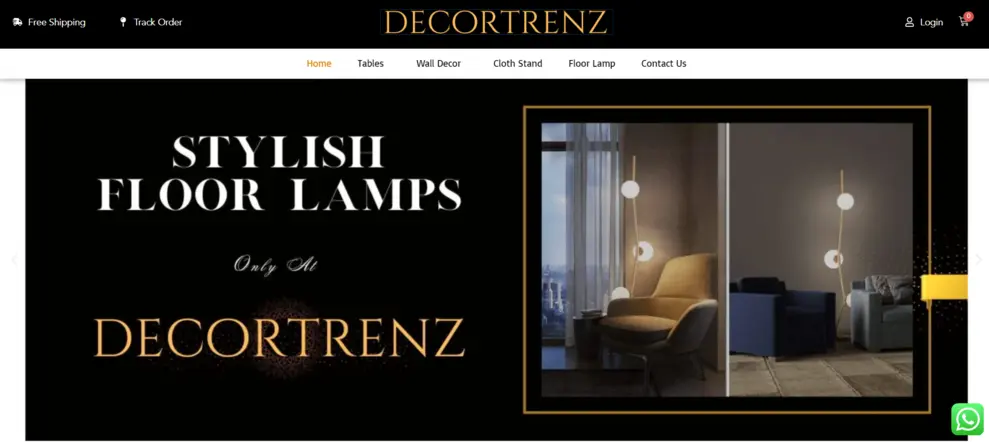 Free Shipping
Track Order
DECORTRENZ
Login
0
Home
Tables
Wall Decor
Cloth Stand
Floor Lamp
Contact Us
STYLISH
FLOOR LAMPS
Only At
DECORTRENZ